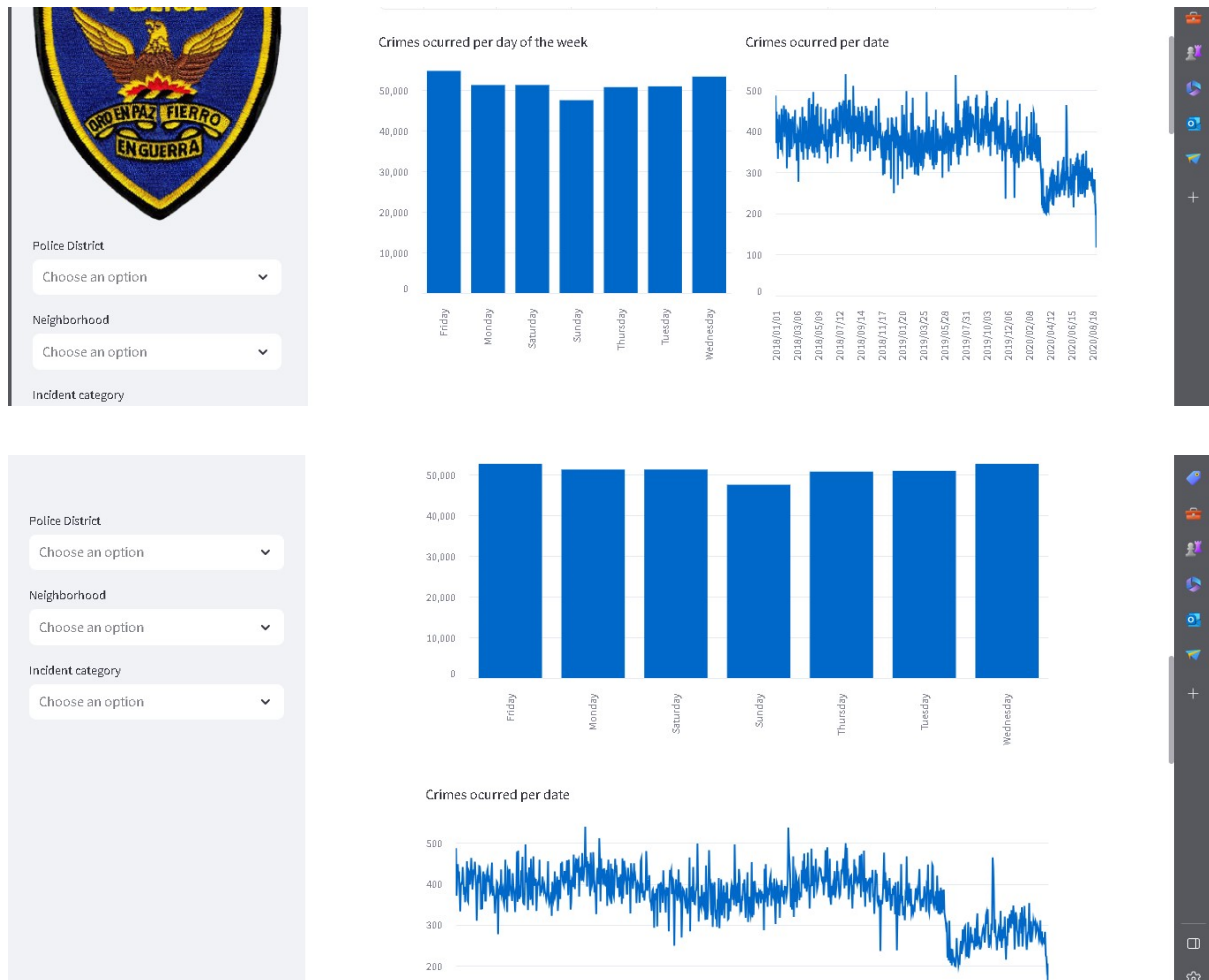 POLICE
ORO EN PAZ FIERRO
EN GUERRA
Police District
Choose an option
Neighborhood
Choose an option
Incident category
Crimes ocurred per day of the week
50,000
40,000
30,000
20,000
10,000
0
Friday
Monday
Saturday
Sunday
Thursday
Tuesday
Wednesday
Crimes ocurred per date
500
400
300
200
100
0
2018/01/01
2018/03/06
2018/05/09
2018/07/12
2018/09/14
2018/11/17
2019/01/20
2019/03/25
2019/05/28
2019/07/31
2019/10/03
2019/12/06
2020/02/08
2020/04/12
2020/06/15
2020/08/18
Police District
Choose an option
Neighborhood
Choose an option
Incident category
Choose an option
50,000
40,000
30,000
20,000
10,000
0
Friday
Monday
Saturday
Sunday
Thursday
Tuesday
Wednesday
Crimes ocurred per date
500
400
300
200